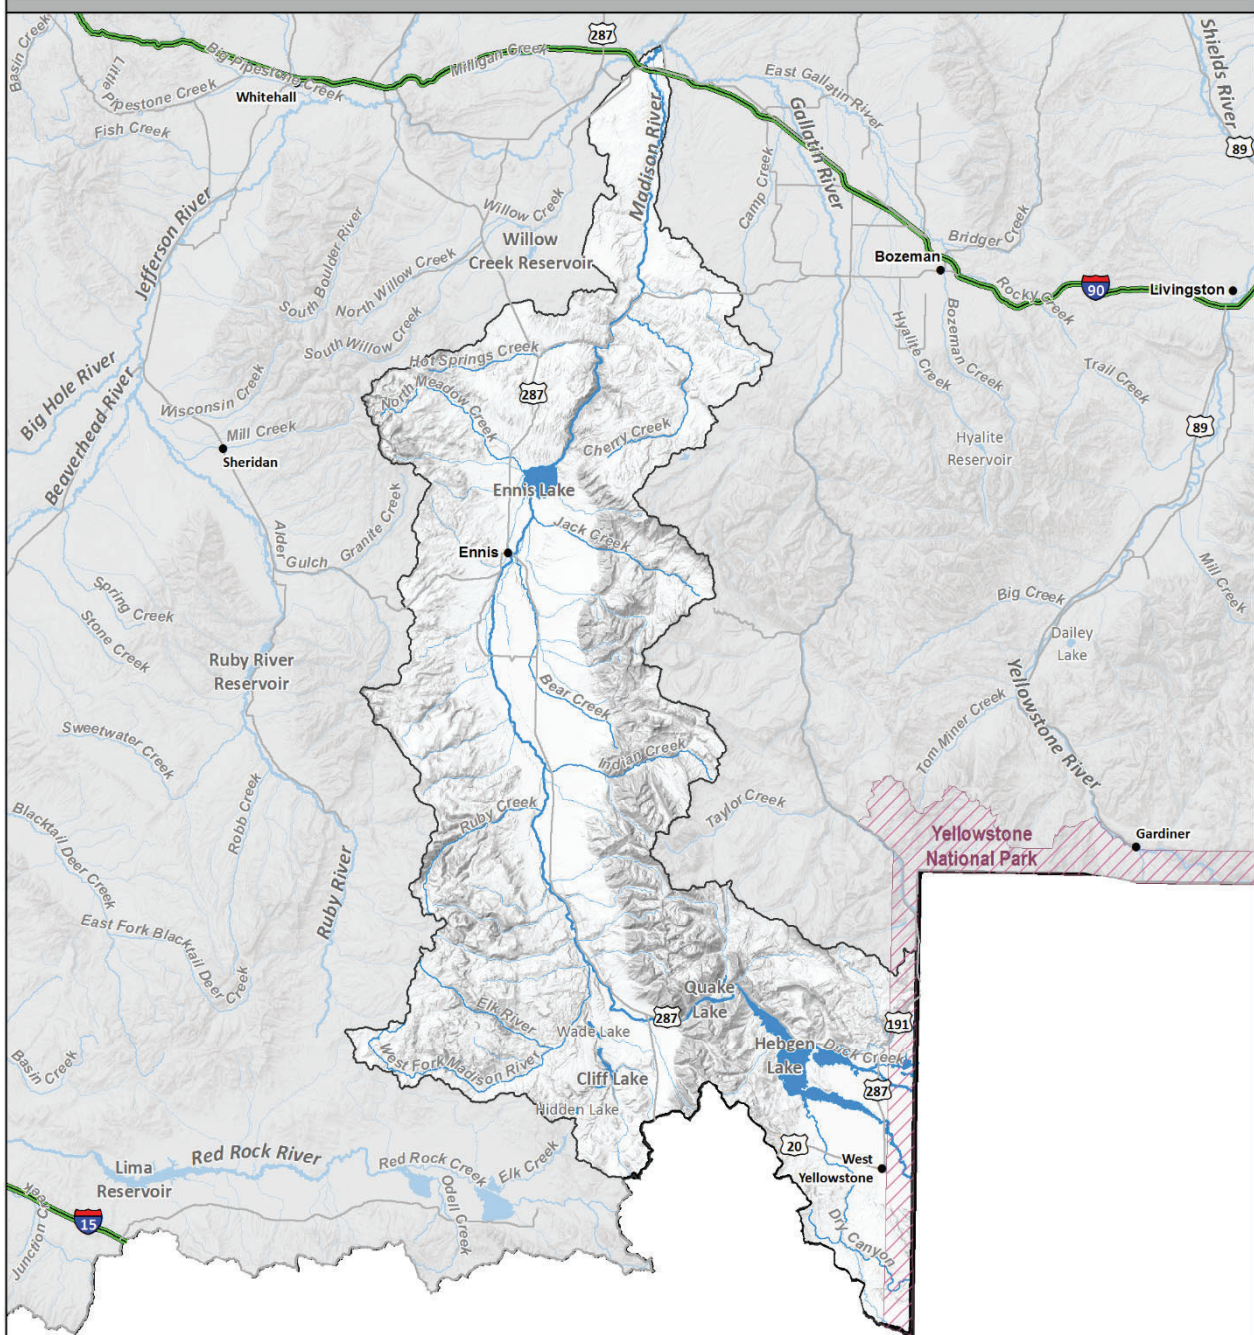 287
Basin Creek
Little
Pipestone Creek
Big Pipestone Creek
Whitehall
Milligan Creek
Fish Creek
East Gallatin River
Gallatin River
Shields River
89
Madison River
Camp Creek
Jefferson River
Willow Creek
Willow
Creek Reservoir
South Boulder River
North Willow Creek
South Willow Creek
Bridger Creek
Bozeman
Rocky Creek
90
Livingston
Hyalite Creek
Bozeman Creek
Trail Creek
Hot Springs Creek
North Meadow Creek
287
Big Hole River
Beaverhead River
Wisconsin Creek
Mill Creek
Sheridan
Cherry Creek
Hyalite
Reservoir
89
Ennis Lake
Jack Creek
Ennis
Alder
Gulch
Granite Creek
Mill Creek
Big Creek
Spring Creek
Stone Creek
Dailey
Lake
Ruby River
Reservoir
Bear Creek
Yellowstone River
Tom Miner Creek
Sweetwater Creek
Indian Creek
Robb Creek
Ruby Creek
Taylor Creek
Blacktail Deer Creek
Yellowstone
National Park
Gardiner
Ruby River
East Fork Blacktail Deer Creek
Quake
Lake
Elk River
Wade Lake
287
191
Hebgen
Lake
Duck Creek
West Fork Madison River
Basin Creek
Cliff Lake
287
Hidden Lake
20
West
Yellowstone
Red Rock River
Red Rock Creek
Elk Creek
Lima
Reservoir
Odell Creek
15
Junction Creek
Dry Canyon